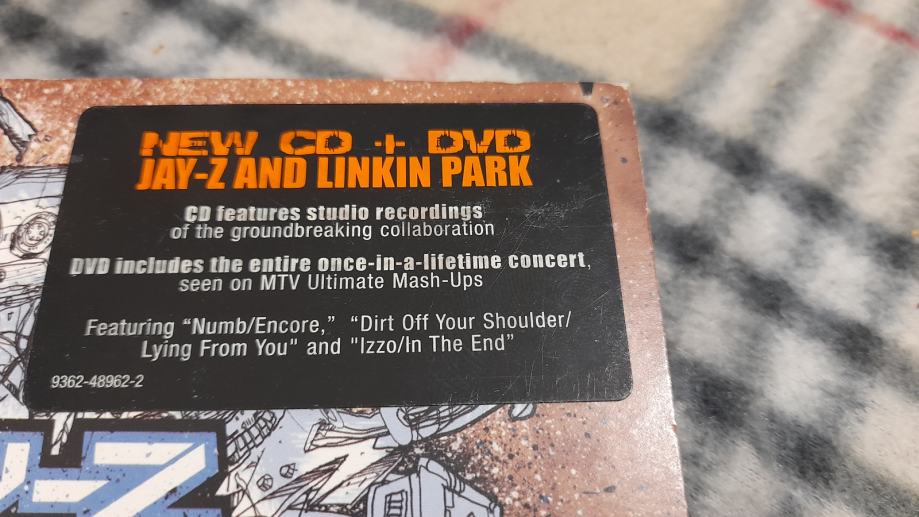 NEW CD + DVD
JAY-Z AND LINKIN PARK
CD features studio recordings
of the groundbreaking collaboration
DVD includes the entire once-in-a-lifetime concert,
seen on MTV Ultimate Mash-Ups
Featuring “Numb/Encore,” “Dirt Off Your Shoulder/
Lying From You" and "Izzo/In The End”
9362-48962-2
-Z